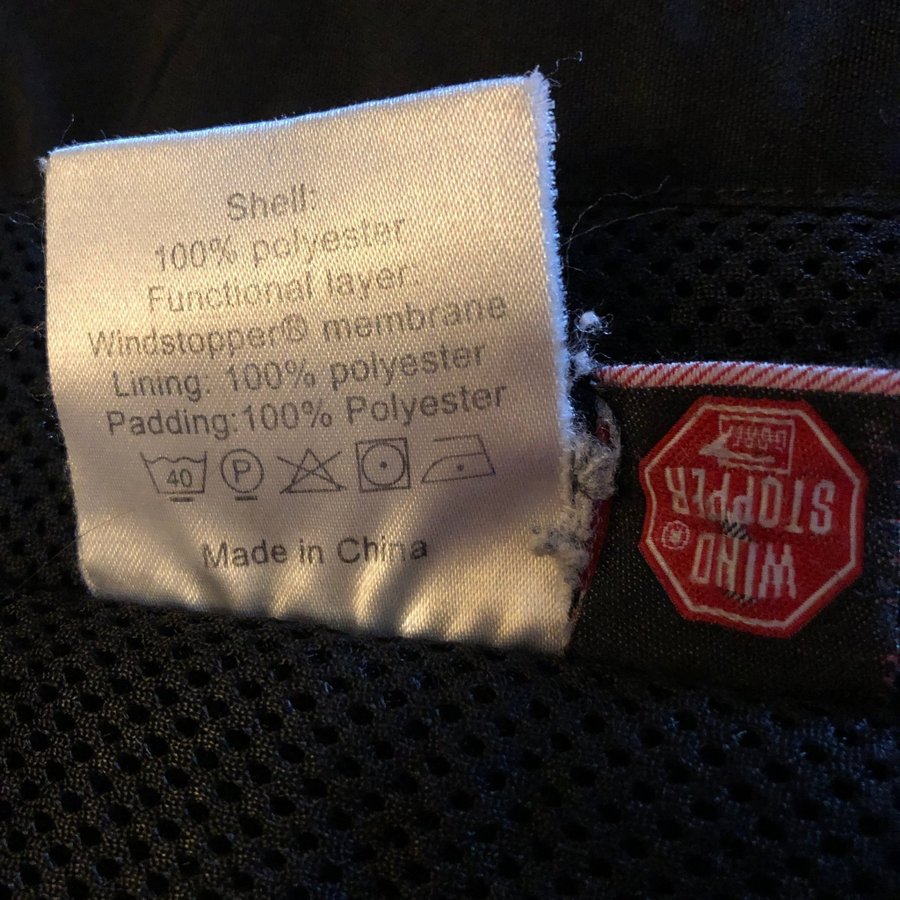 Shell:
100% polyester
Functional layer:
Windstopper® membrane
Lining: 100% polyester
Padding:100% Polyester
40 P
Made in China
WIND
STOPPER
®
GORE